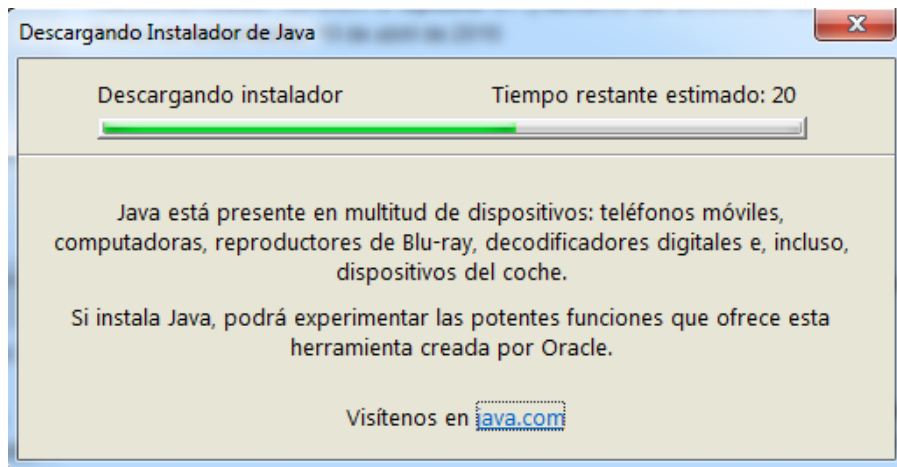 Descargando Instalador de Java
Descargando instalador
Tiempo restante estimado: 20
Java está presente en multitud de dispositivos: teléfonos móviles,
computadoras, reproductores de Blu-ray, decodificadores digitales e, incluso,
dispositivos del coche.
Si instala Java, podrá experimentar las potentes funciones que ofrece esta
herramienta creada por Oracle.
Visítenos en java.com